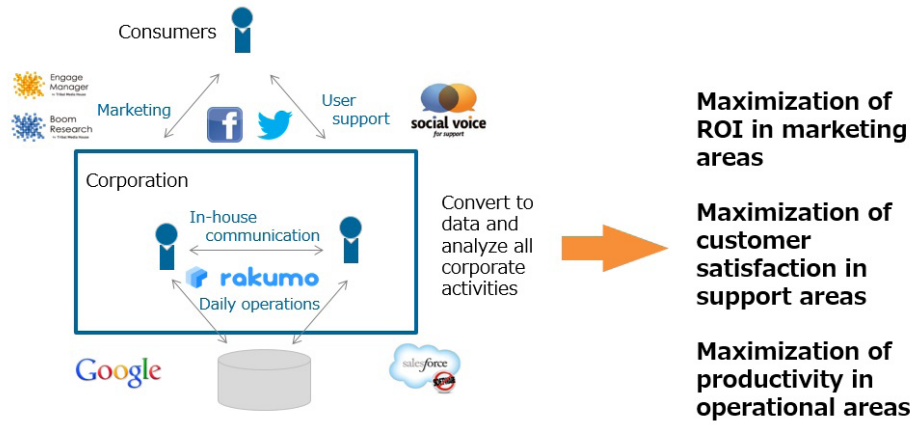 Consumers
Engage
Manager
Boom
Research
Marketing
f
User
support
social voice
for support
Corporation
In-house
communication
rakumo
Daily operations
Google
salesforce
SOFTWARE
Convert to
data and
analyze all
corporate
activities
Maximization of
ROI in marketing
areas
Maximization of
customer
satisfaction in
support areas
Maximization of
productivity in
operational areas